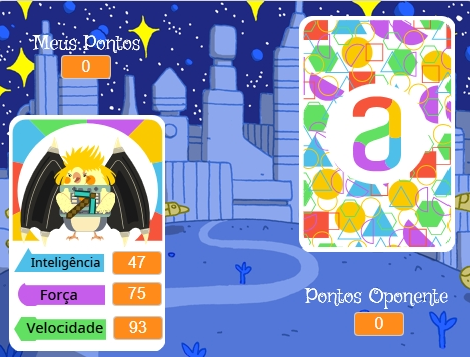 Meus Pontos
0
a
Inteligência 47
Força 75
Velocidade 93
Pontos Oponente
0